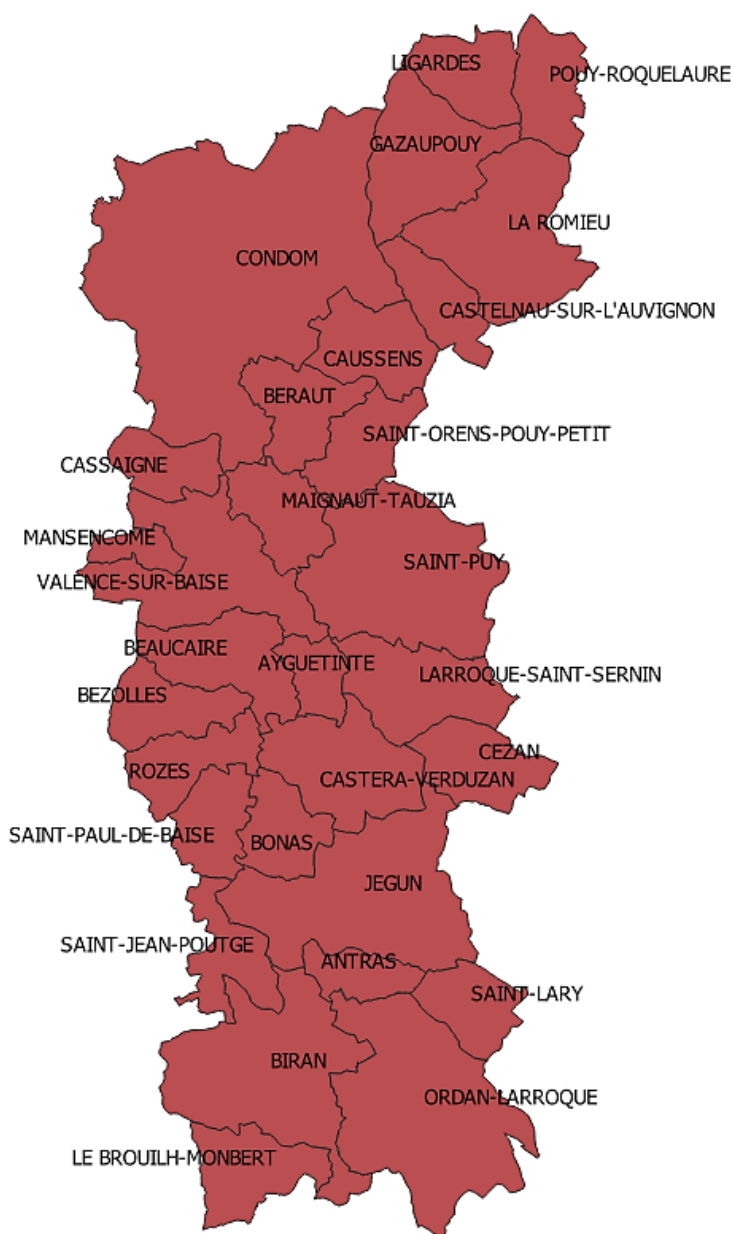 LIGARDES
POUY-ROQUELAURE
GAZAUPOUY
LA ROMIEU
CONDOM
CASTELNAU-SUR-L'AUVIGNON
CAUSSENS
BERAUT
SAINT-ORENS-POUY-PETIT
CASSAIGNE
MAIGNAUT-TAUZIA
MANSENCOME
SAINT-PUY
VALENCE-SUR-BAISE
BEAUCAIRE
AYGUETINTE
LARROQUE-SAINT-SERNIN
BEZOLLES
CEZAN
ROZES
CASTERA-VERDUZAN
SAINT-PAUL-DE-BAISE
BONAS
JEGUN
SAINT-JEAN-POUTGE
ANTRAS
SAINT-LARY
BIRAN
ORDAN-LARROQUE
LE BROUILH-MONBERT